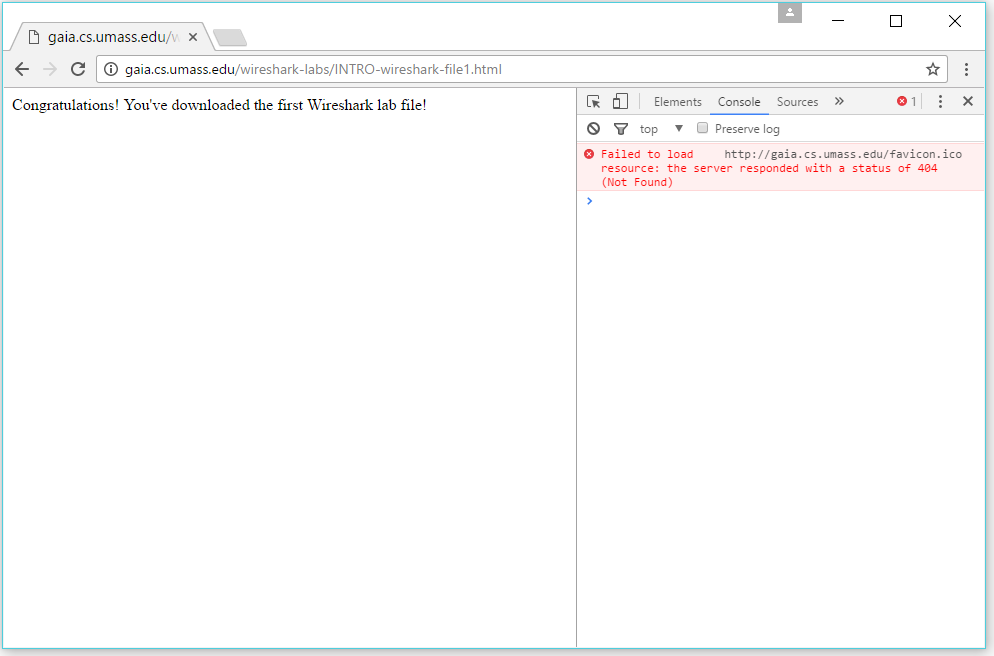 gaia.cs.umass.edu/w
gaia.cs.umass.edu/wireshark-labs/INTRO-wireshark-file1.html
Congratulations! You've downloaded the first Wireshark lab file!
Elements Console Sources » 1
top Preserve log
Failed to load http://gaia.cs.umass.edu/favicon.ico
resource: the server responded with a status of 404
(Not Found)